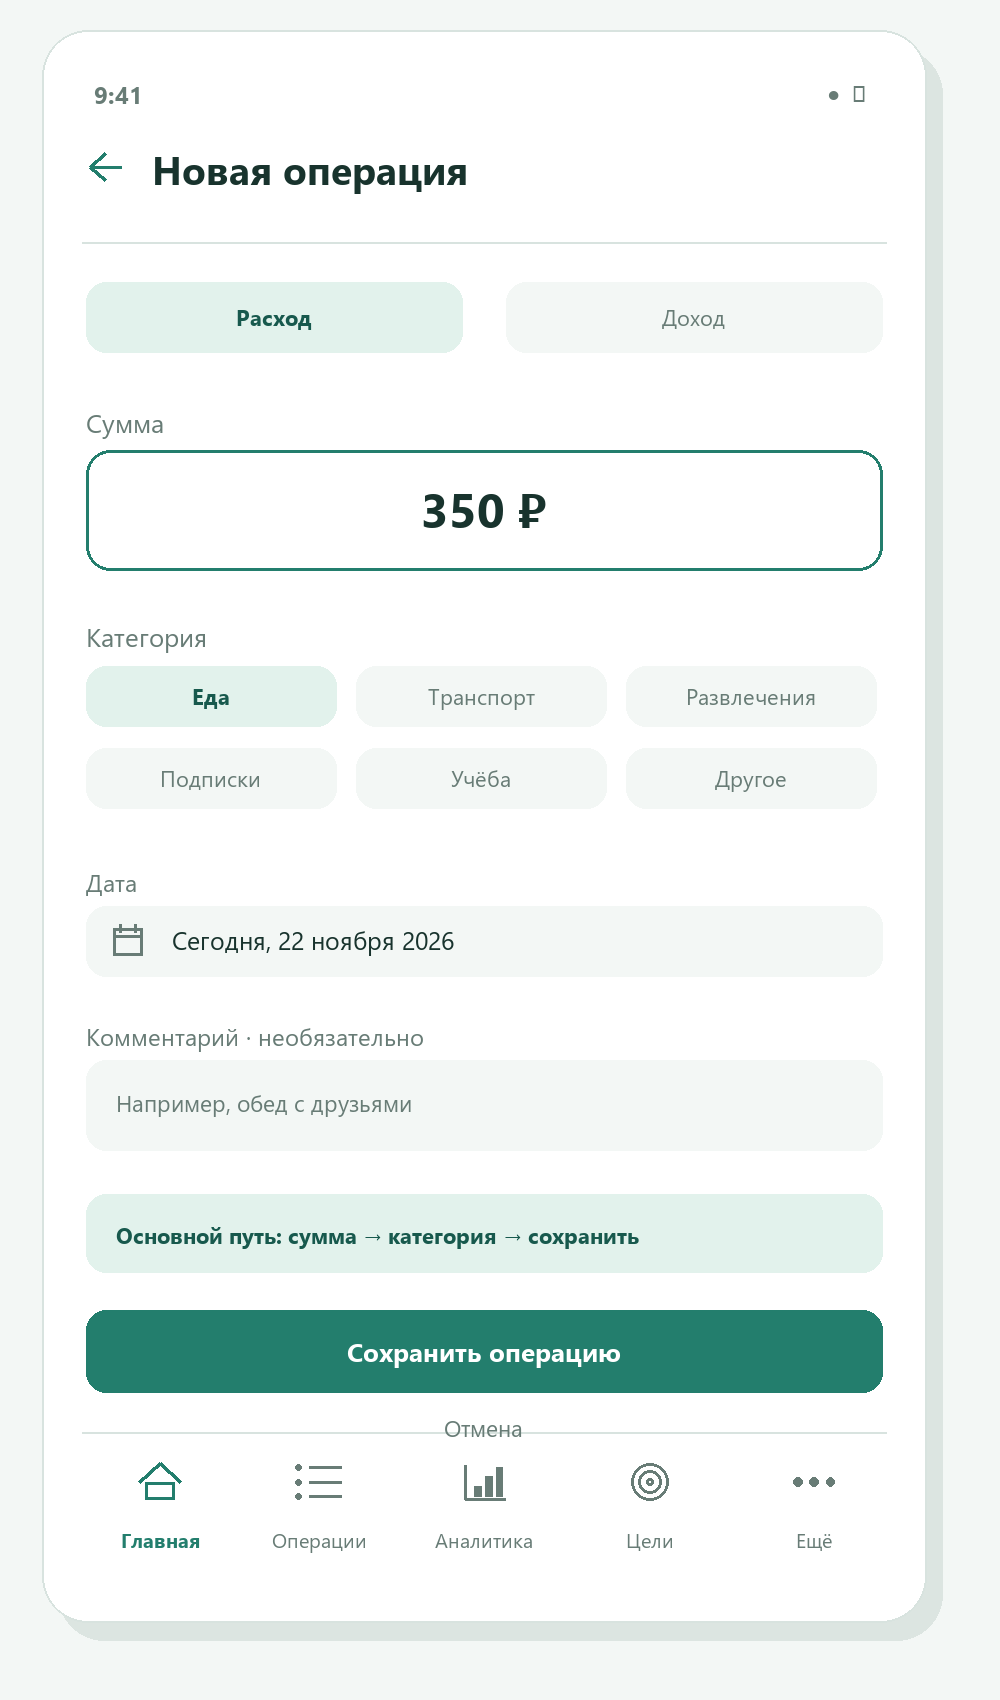 9:41
Новая операция
Расход Доход
Сумма
350 ₽
Категория
Еда Транспорт Развлечения
Подписки Учёба Другое
Дата
Сегодня, 22 ноября 2026
Комментарий · необязательно
Например, обед с друзьями
Основной путь: сумма → категория → сохранить
Сохранить операцию
Отмена
Главная Операции Аналитика Цели Ещё